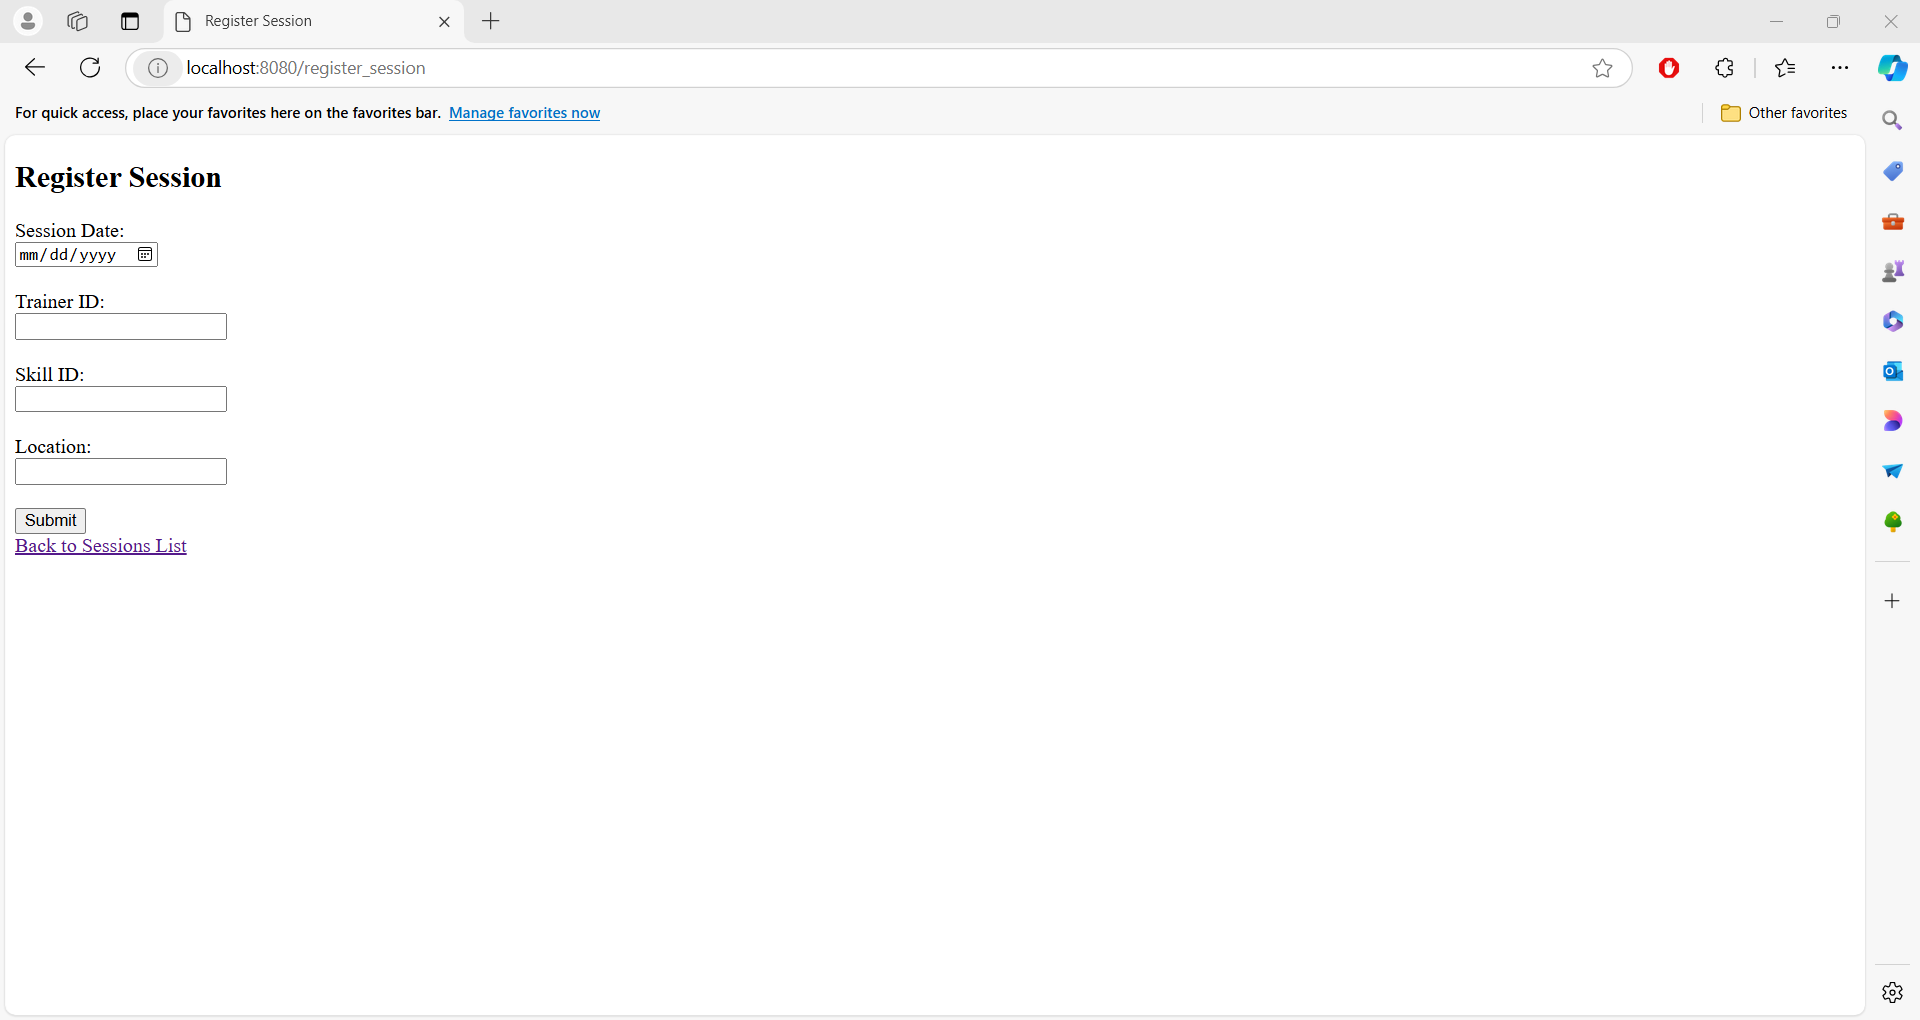 Register Session
localhost:8080/register_session
For quick access, place your favorites here on the favorites bar. Manage favorites now
Other favorites
Register Session
Session Date:
mm/dd/yyyy
Trainer ID:
Skill ID:
Location:
Submit
Back to Sessions List